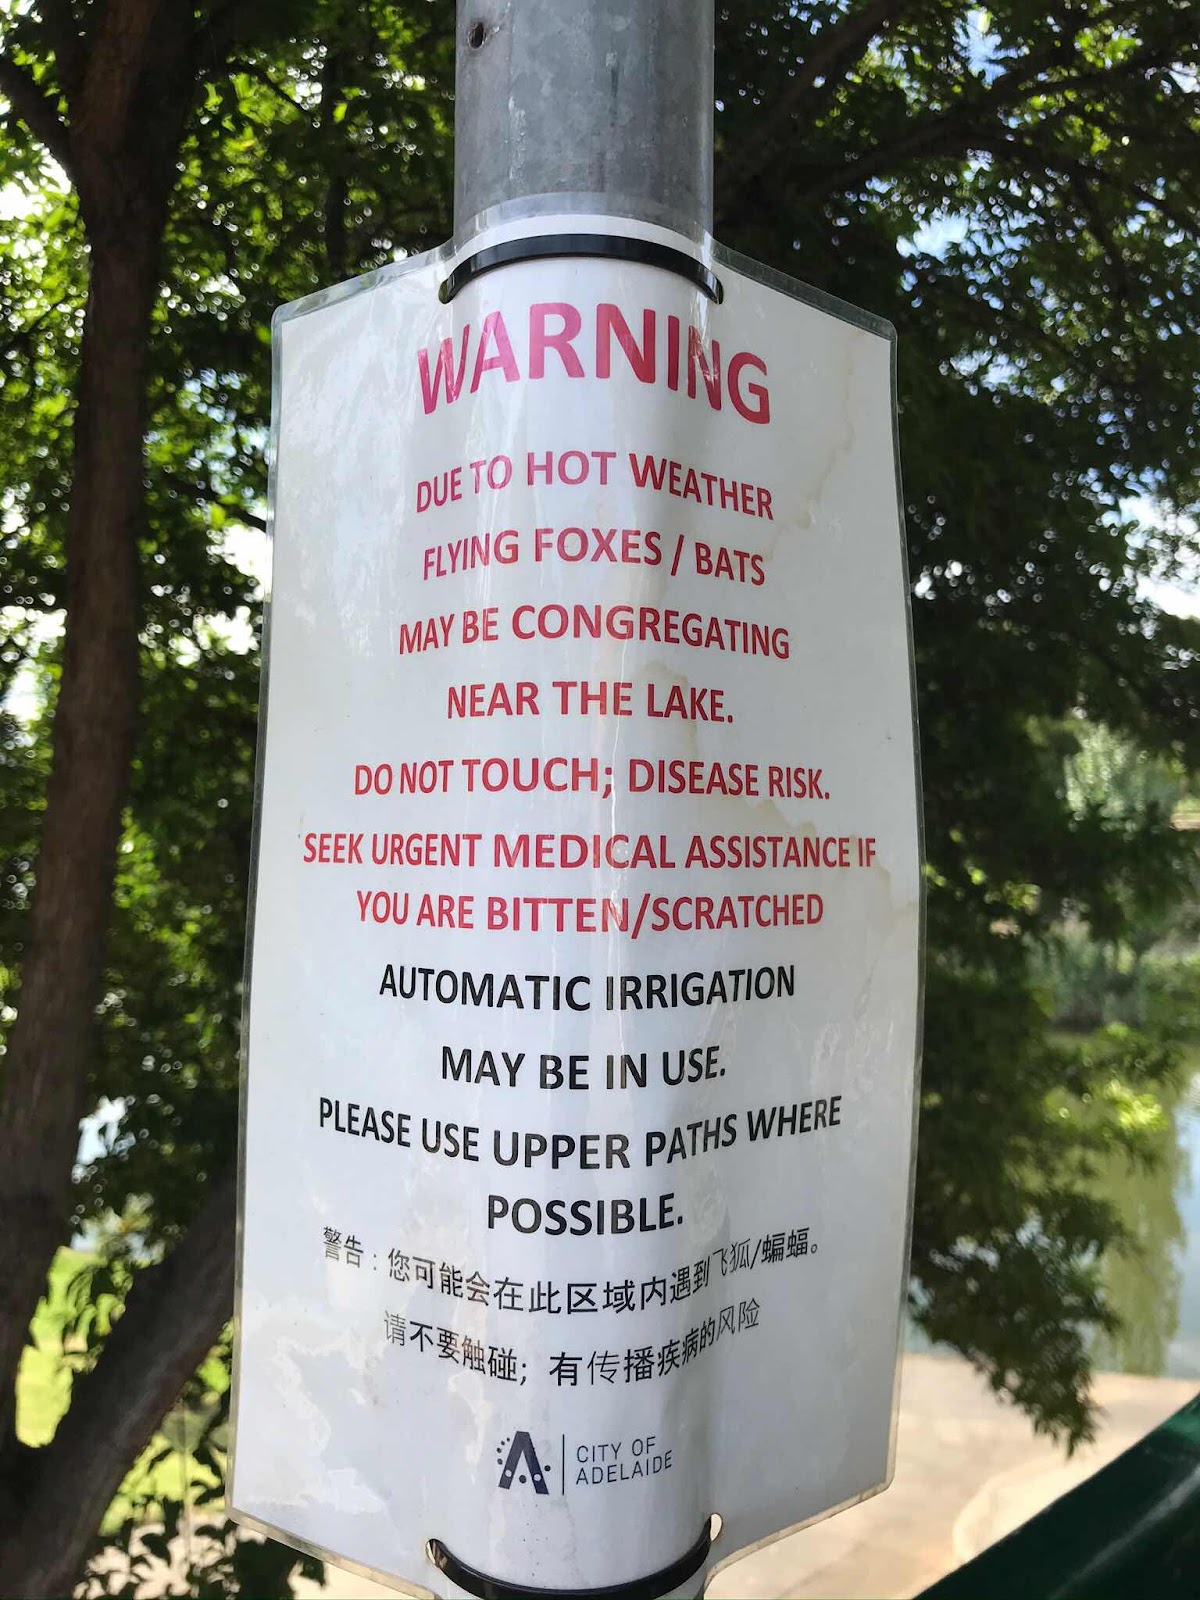 WARNING
DUE TO HOT WEATHER
FLYING FOXES / BATS
MAY BE CONGREGATING
NEAR THE LAKE.
DO NOT TOUCH; DISEASE RISK.
SEEK URGENT MEDICAL ASSISTANCE IF
YOU ARE BITTEN/SCRATCHED
AUTOMATIC IRRIGATION
MAY BE IN USE.
PLEASE USE UPPER PATHS WHERE
POSSIBLE.
警告:您可能会在此区域内遇到飞狐/蝙蝠。
请不要触碰；有传播疾病的风险
CITY OF
ADELAIDE